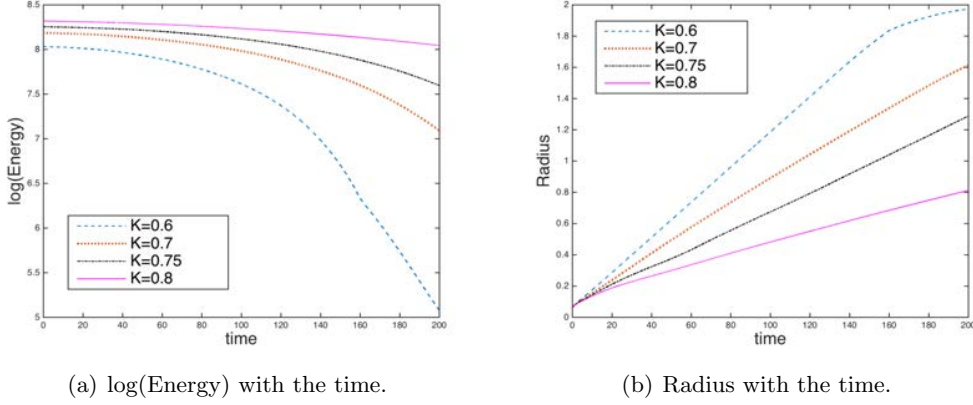 log(Energy)
9
8.5
8
7.5
7
6.5
6
5.5
5
K=0.6
K=0.7
K=0.75
K=0.8
0 20 40 60 80 100 120 140 160 180 200
time
(a) log(Energy) with the time.
Radius
2
1.8
1.6
1.4
1.2
1
0.8
0.6
0.4
0.2
0
K=0.6
K=0.7
K=0.75
K=0.8
0 20 40 60 80 100 120 140 160 180 200
time
(b) Radius with the time.